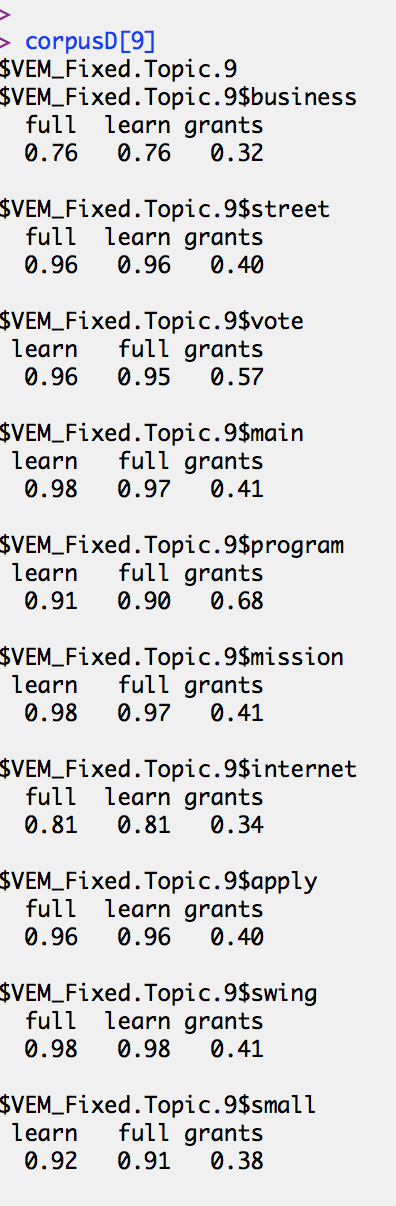 >
> corpusD[9]
$VEM_Fixed.Topic.9
$VEM_Fixed.Topic.9$business
full learn grants
0.76 0.76 0.32
$VEM_Fixed.Topic.9$street
full learn grants
0.96 0.96 0.40
$VEM_Fixed.Topic.9$vote
learn full grants
0.96 0.95 0.57
$VEM_Fixed.Topic.9$main
learn full grants
0.98 0.97 0.41
$VEM_Fixed.Topic.9$program
learn full grants
0.91 0.90 0.68
$VEM_Fixed.Topic.9$mission
learn full grants
0.98 0.97 0.41
$VEM_Fixed.Topic.9$internet
full learn grants
0.81 0.81 0.34
$VEM_Fixed.Topic.9$apply
full learn grants
0.96 0.96 0.40
$VEM_Fixed.Topic.9$swing
full learn grants
0.98 0.98 0.41
$VEM_Fixed.Topic.9$small
learn full grants
0.92 0.91 0.38